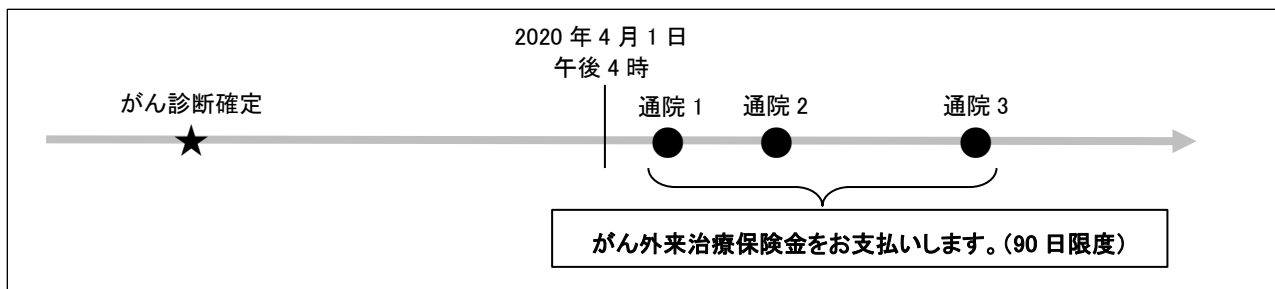 2020 年 4 月 1 日
午後 4 時
がん診断確定
通院 1
通院 2
通院 3
がん外来治療保険金をお支払いします。（90 日限度）